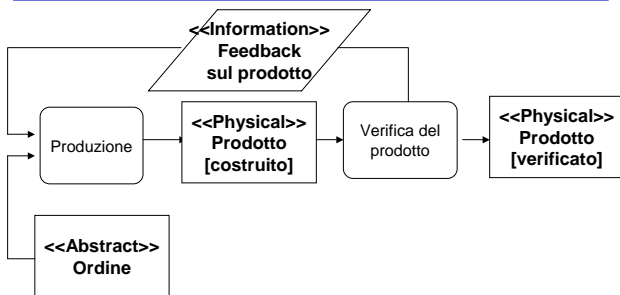 <<Information>>
Feedback
sul prodotto
Produzione
<<Physical>>
Prodotto
[costruito]
Verifica del
prodotto
<<Physical>>
Prodotto
[verificato]
<<Abstract>>
Ordine